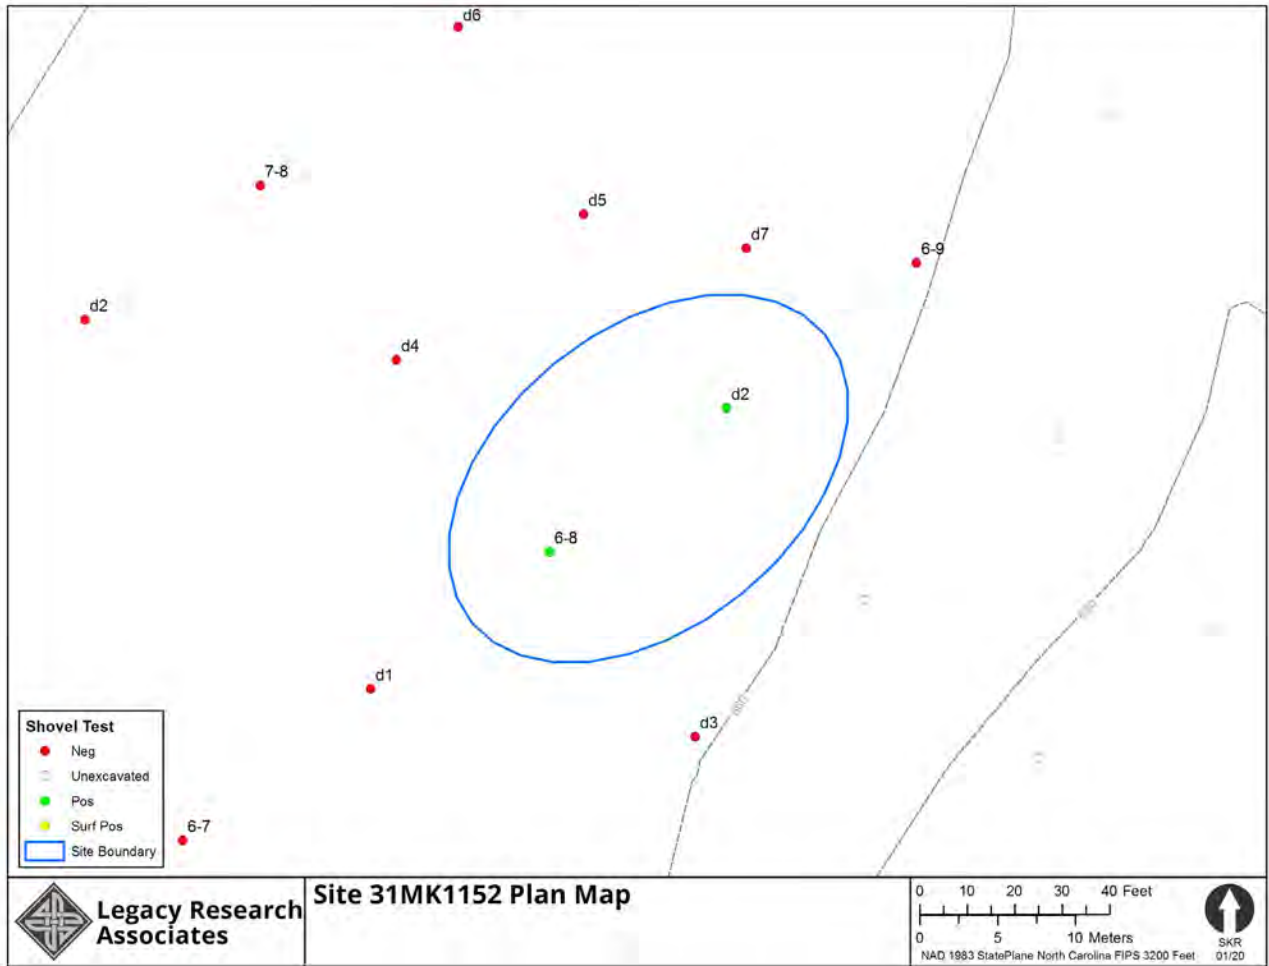 d6
7-8
d5
d7
6-9
d2
d4
d2
6-8
d1
d3
660
6-7
Shovel Test
Neg
Unexcavated
Pos
Surf Pos
Site Boundary
Legacy Research
Associates
Site 31MK1152 Plan Map
0 10 20 30 40 Feet
0 5 10 Meters
NAD 1983 StatePlane North Carolina FIPS 3200 Feet
SKR
01/20